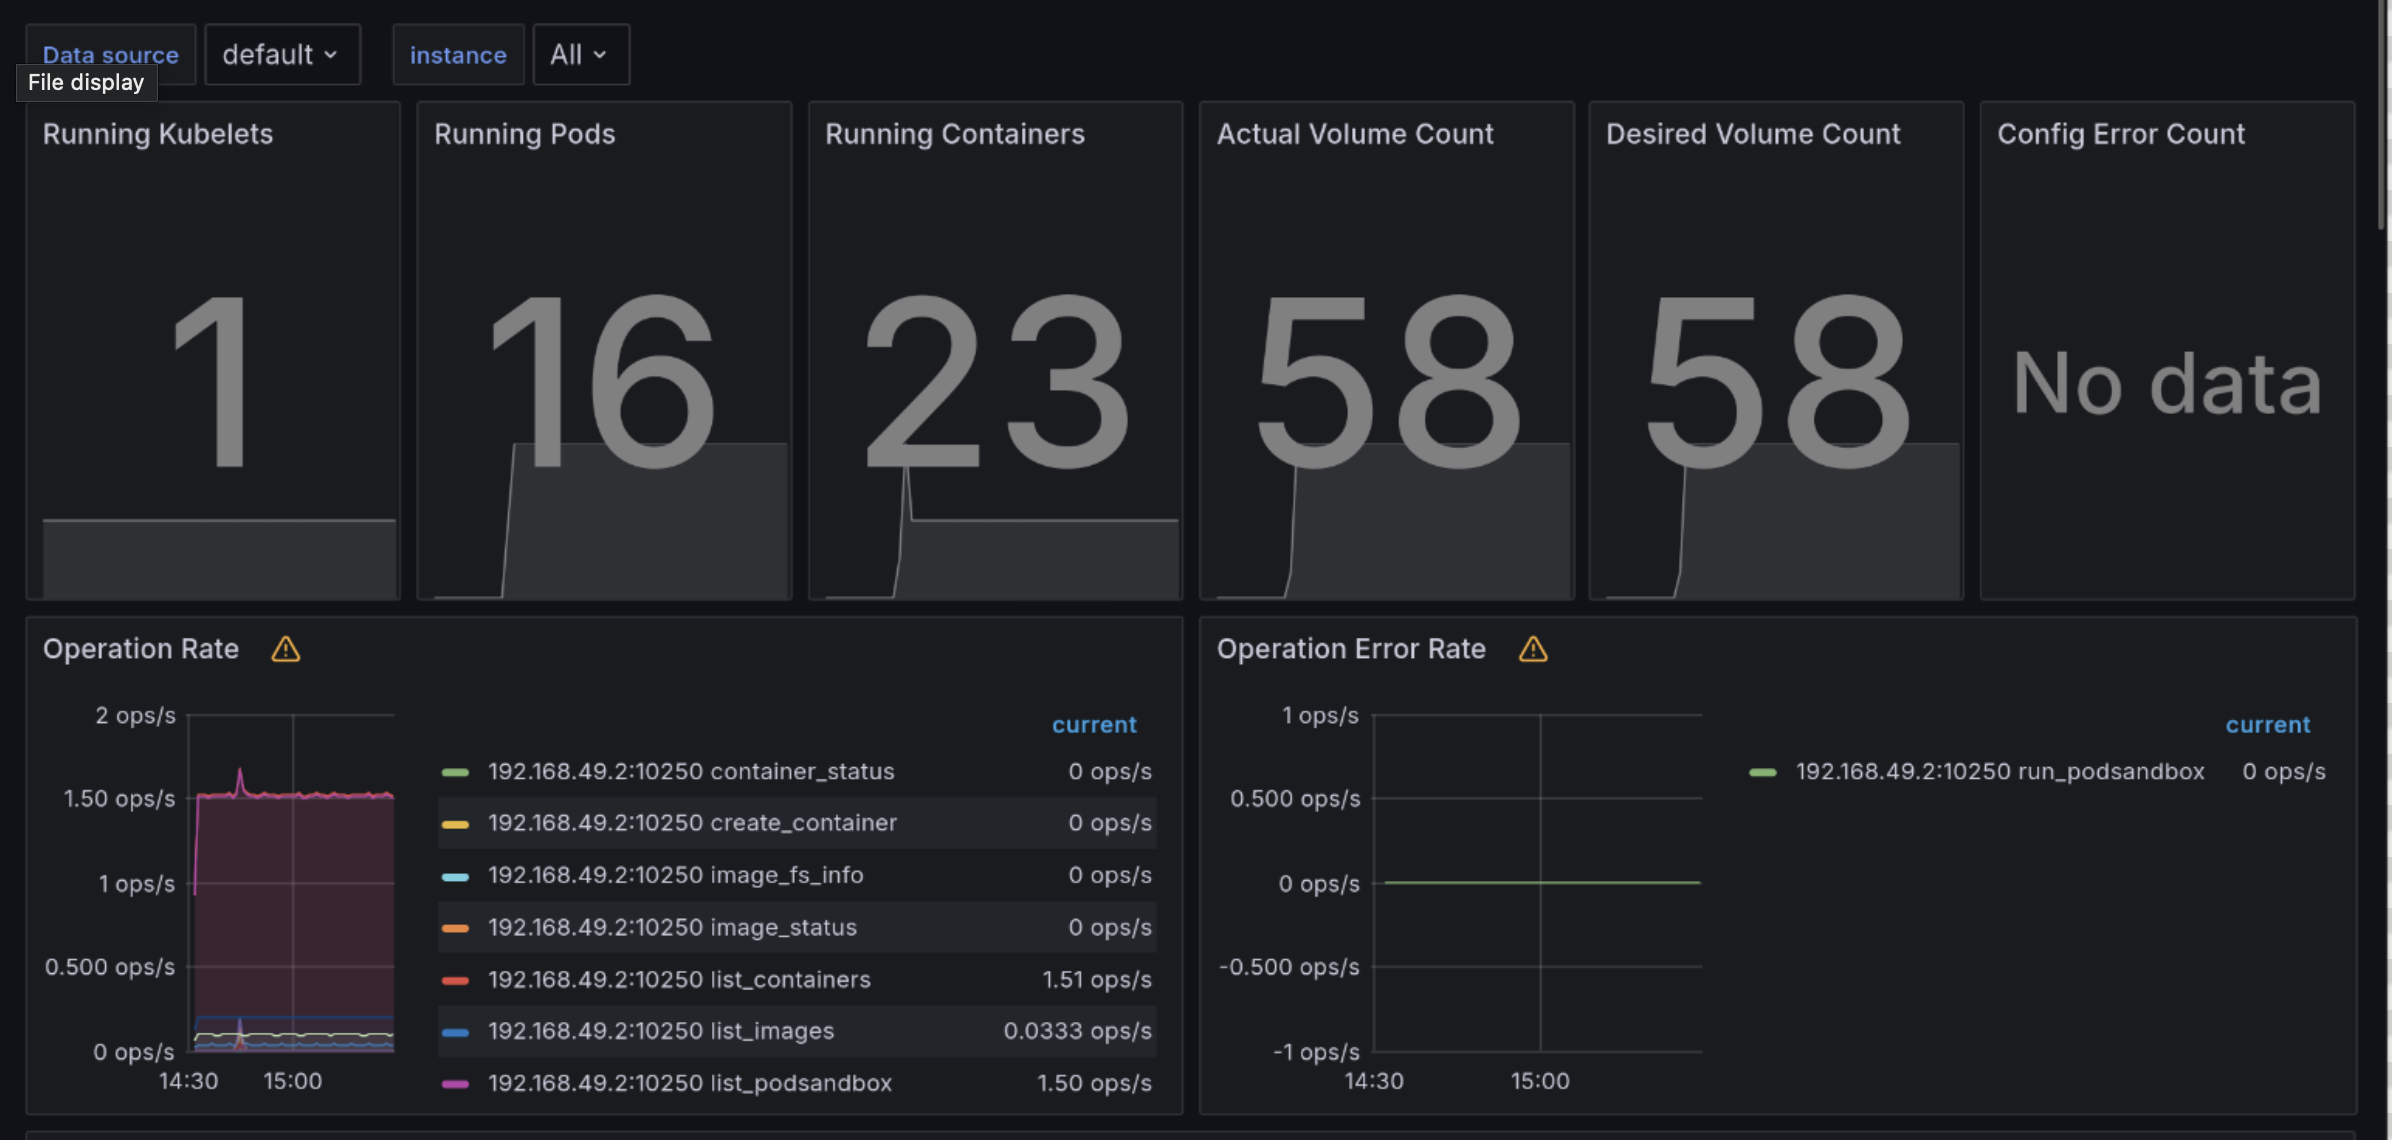 Data source default instance All
File display
Running Kubelets
1
Running Pods
16
Running Containers
23
Actual Volume Count
58
Desired Volume Count
58
Config Error Count
No data
Operation Rate
2 ops/s
1.50 ops/s
1 ops/s
0.500 ops/s
0 ops/s
14:30 15:00
current
192.168.49.2:10250 container_status 0 ops/s
192.168.49.2:10250 create_container 0 ops/s
192.168.49.2:10250 image_fs_info 0 ops/s
192.168.49.2:10250 image_status 0 ops/s
192.168.49.2:10250 list_containers 1.51 ops/s
192.168.49.2:10250 list_images 0.0333 ops/s
192.168.49.2:10250 list_podsandbox 1.50 ops/s
Operation Error Rate
1 ops/s
0.500 ops/s
0 ops/s
-0.500 ops/s
-1 ops/s
14:30 15:00
current
192.168.49.2:10250 run_podsandbox 0 ops/s